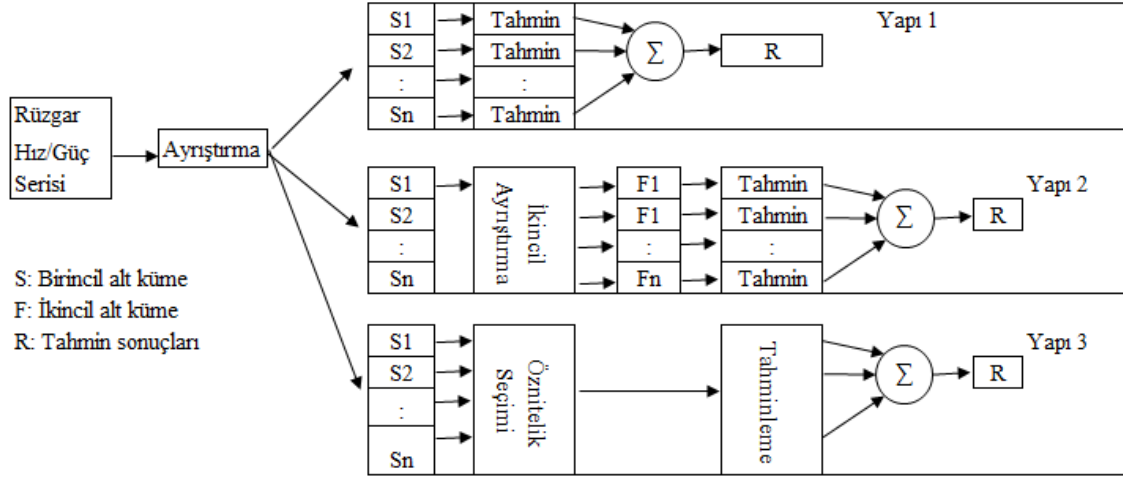 Rüzgar
Hız/Güç
Serisi
Ayrıştırma
S: Birincil alt küme
F: İkincil alt küme
R: Tahmin sonuçları
Yapı 1
S1 Tahmin
S2 Tahmin Σ R
: :
Sn Tahmin
Yapı 2
S1 İkincil Ayrıştırma F1 Tahmin
S2 F1 Tahmin Σ R
: : :
Sn Fn Tahmin
Yapı 3
S1 Öznitelik Seçimi Tahminleme
S2 Σ R
:
Sn